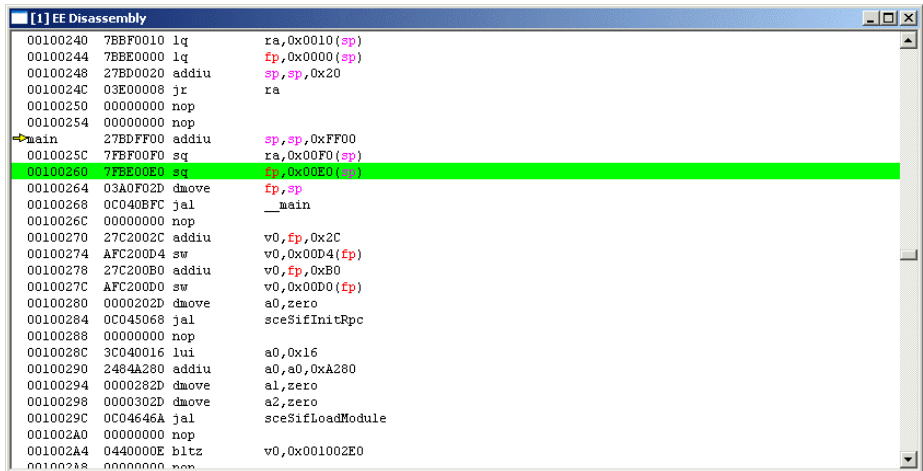 [1] EE Disassembly
00100240 7BBF0010 lq ra,0x0010(sp)
00100244 7BBE0000 lq fp,0x0000(sp)
00100248 27BD0020 addiu sp,sp,0x20
0010024C 03E00008 jr ra
00100250 00000000 nop
00100254 00000000 nop
main 27BDFF00 addiu sp,sp,0xFF00
0010025C 7FBF00F0 sq ra,0x00F0(sp)
00100260 7FBE00E0 sq fp,0x00E0(sp)
00100264 03A0F02D dmove fp,sp
00100268 0C040BFC jal __main
0010026C 00000000 nop
00100270 27C2002C addiu v0,fp,0x2C
00100274 AFC200D4 sw v0,0x00D4(fp)
00100278 27C200B0 addiu v0,fp,0xB0
0010027C AFC200D0 sw v0,0x00D0(fp)
00100280 0000202D dmove a0,zero
00100284 0C045068 jal sceSifInitRpc
00100288 00000000 nop
0010028C 3C040016 lui a0,0x16
00100290 2484A280 addiu a0,a0,0xA280
00100294 0000282D dmove a1,zero
00100298 0000302D dmove a2,zero
0010029C 0C04646A jal sceSifLoadModule
001002A0 00000000 nop
001002A4 0440000E bltz v0,0x001002E0
001002A8 00000000 nop